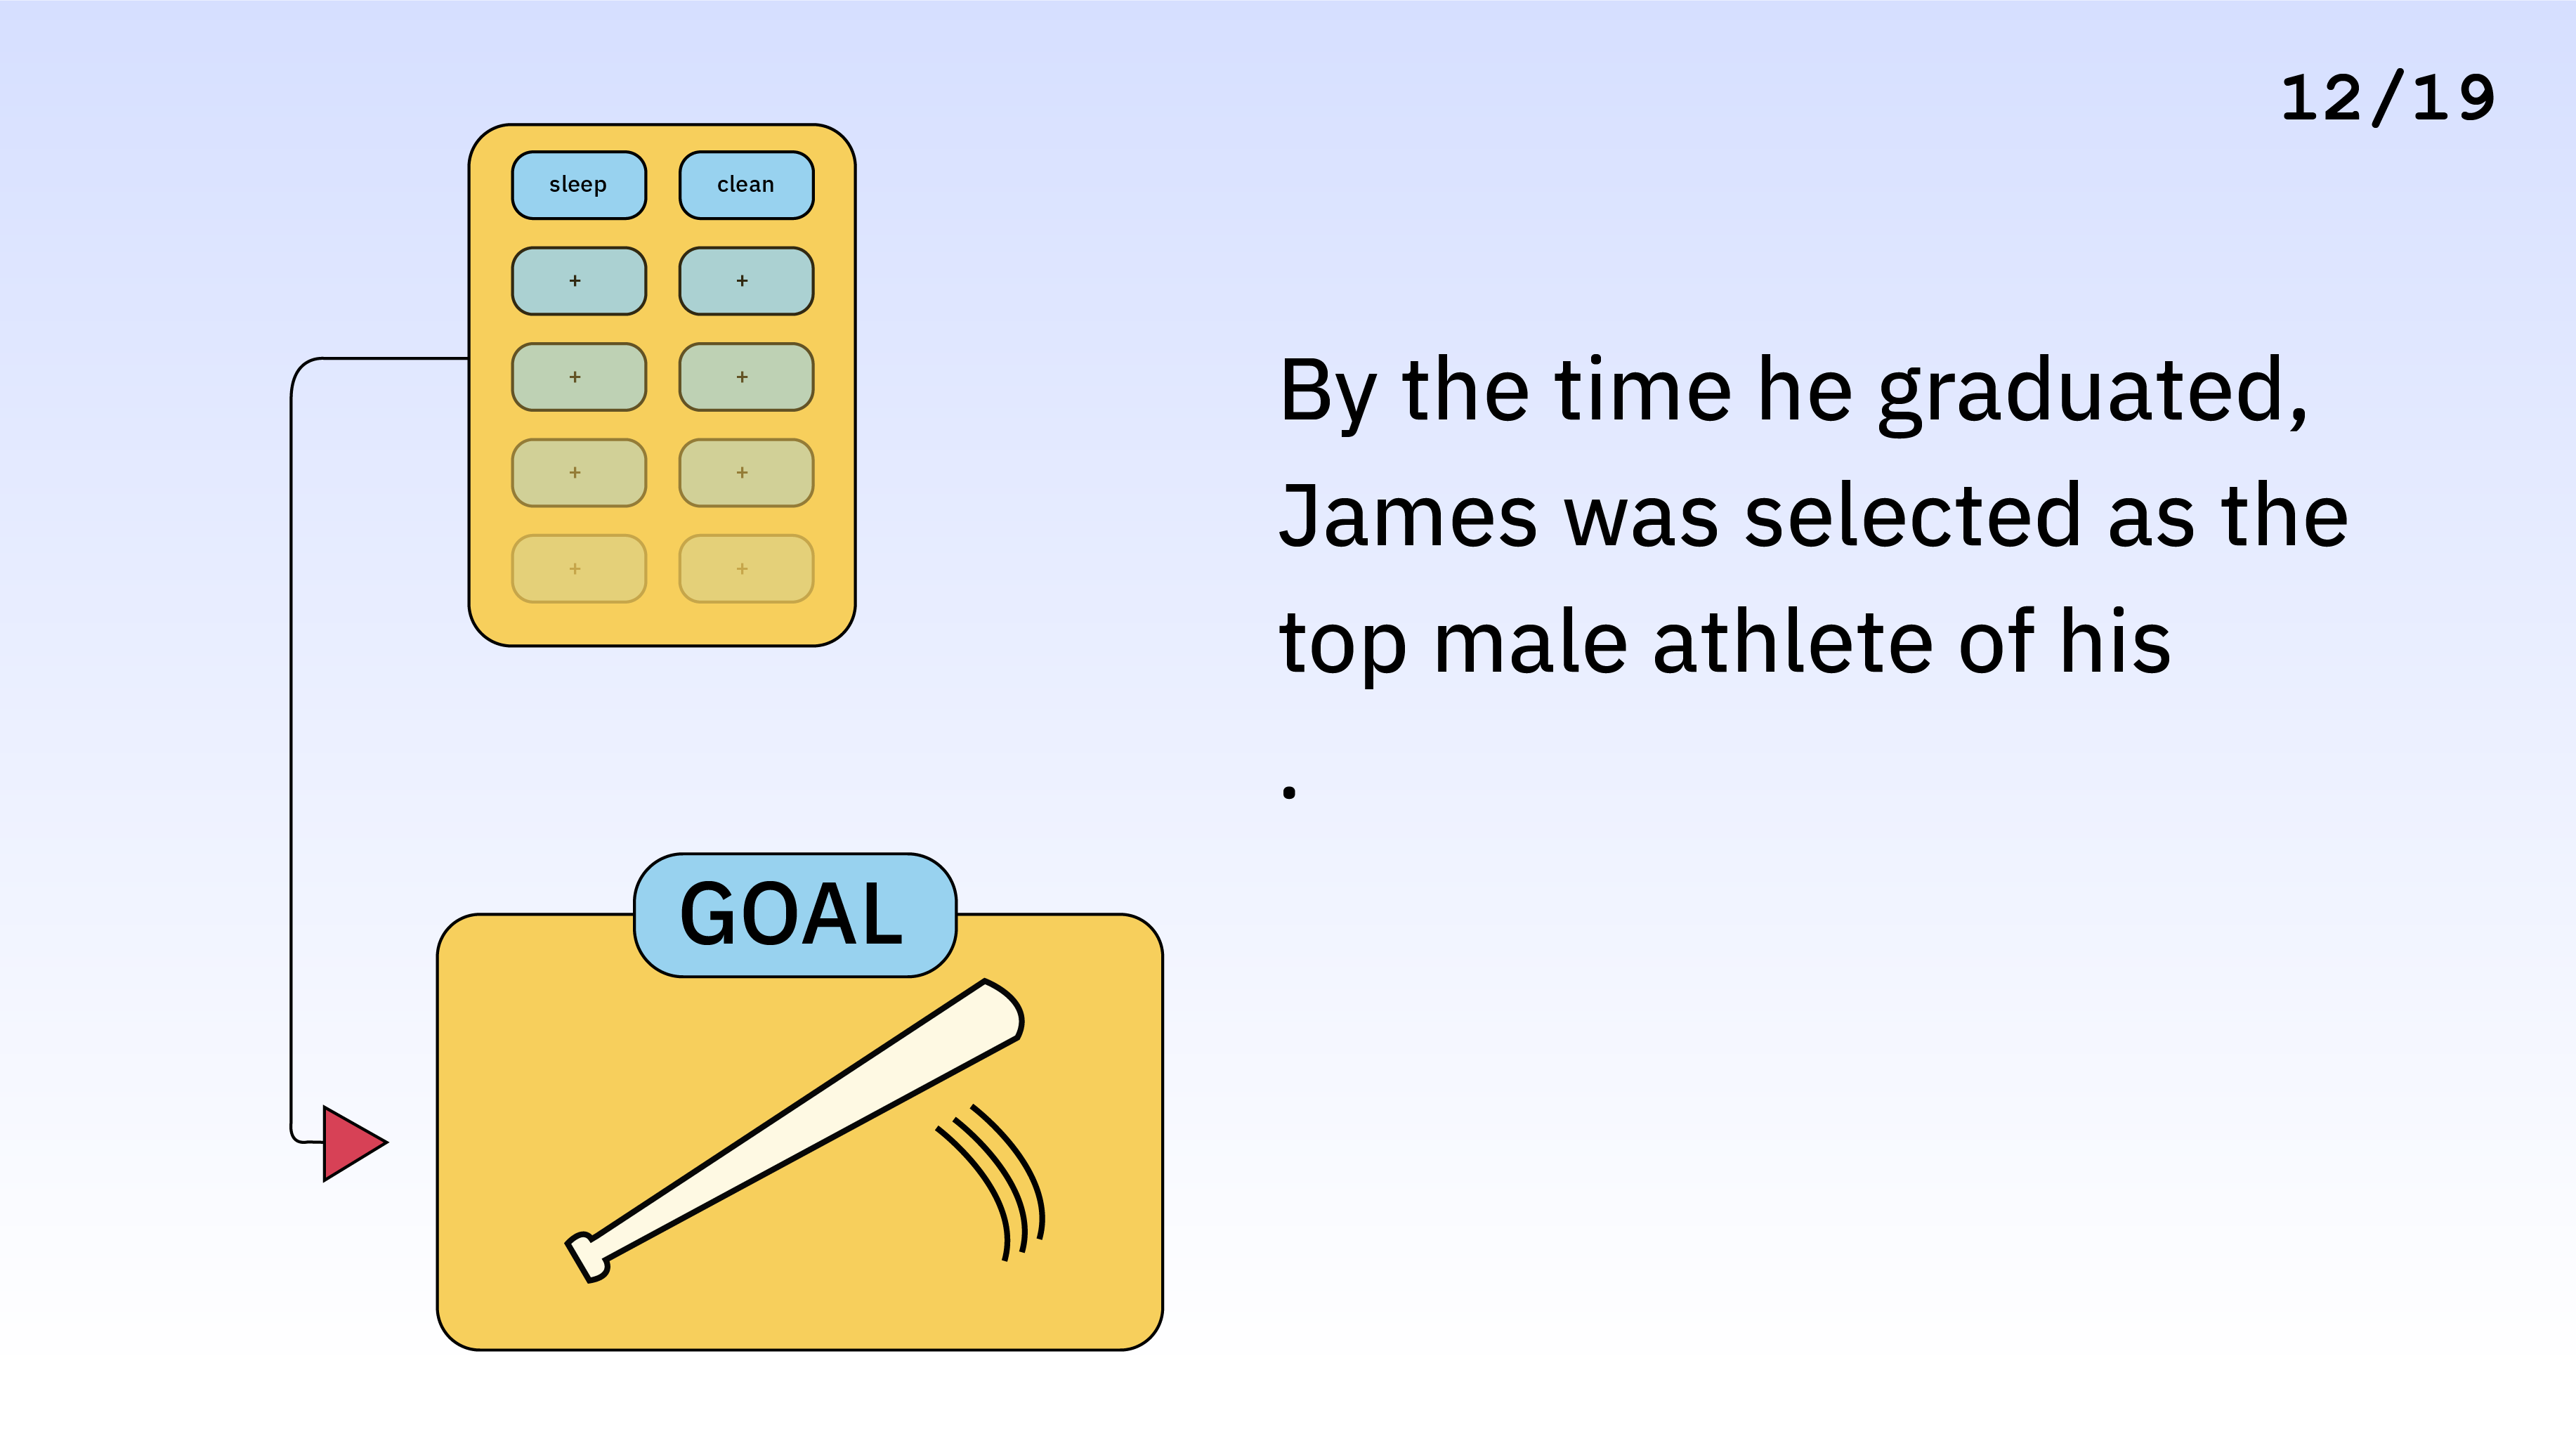 12/19
sleep clean
+ +
+ +
+ +
+ +
By the time he graduated,
James was selected as the
top male athlete of his
.
GOAL